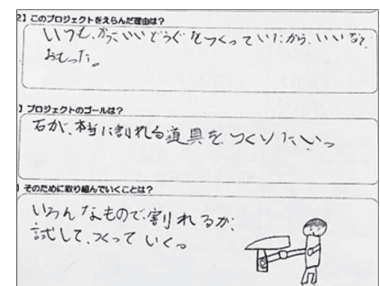 2】このプロジェクトをえらんだ理由は?
いつも、かっこいいどうぐをつくっていたから、いいなと
おもった。
】プロジェクトのゴールは?
石が、本当に割れる道具をつくりたい。
】そのために取り組んでいくことは?
いろんなもので割れるか、
試して、つくっていく。